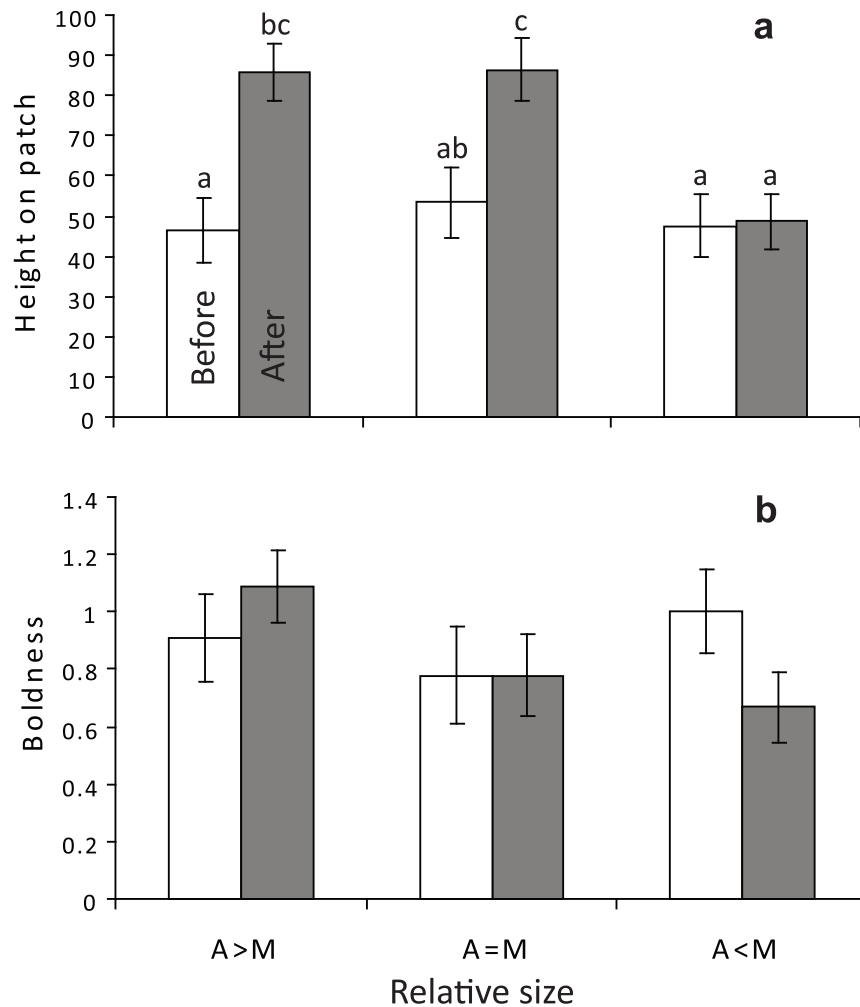 a
Height on patch
100
90
80
70
60
50
40
30
20
10
0
a
bc
ab
c
a
a
Before
After
b
Boldness
1.4
1.2
1
0.8
0.6
0.4
0.2
0
A>M
A=M
A<M
Relative size